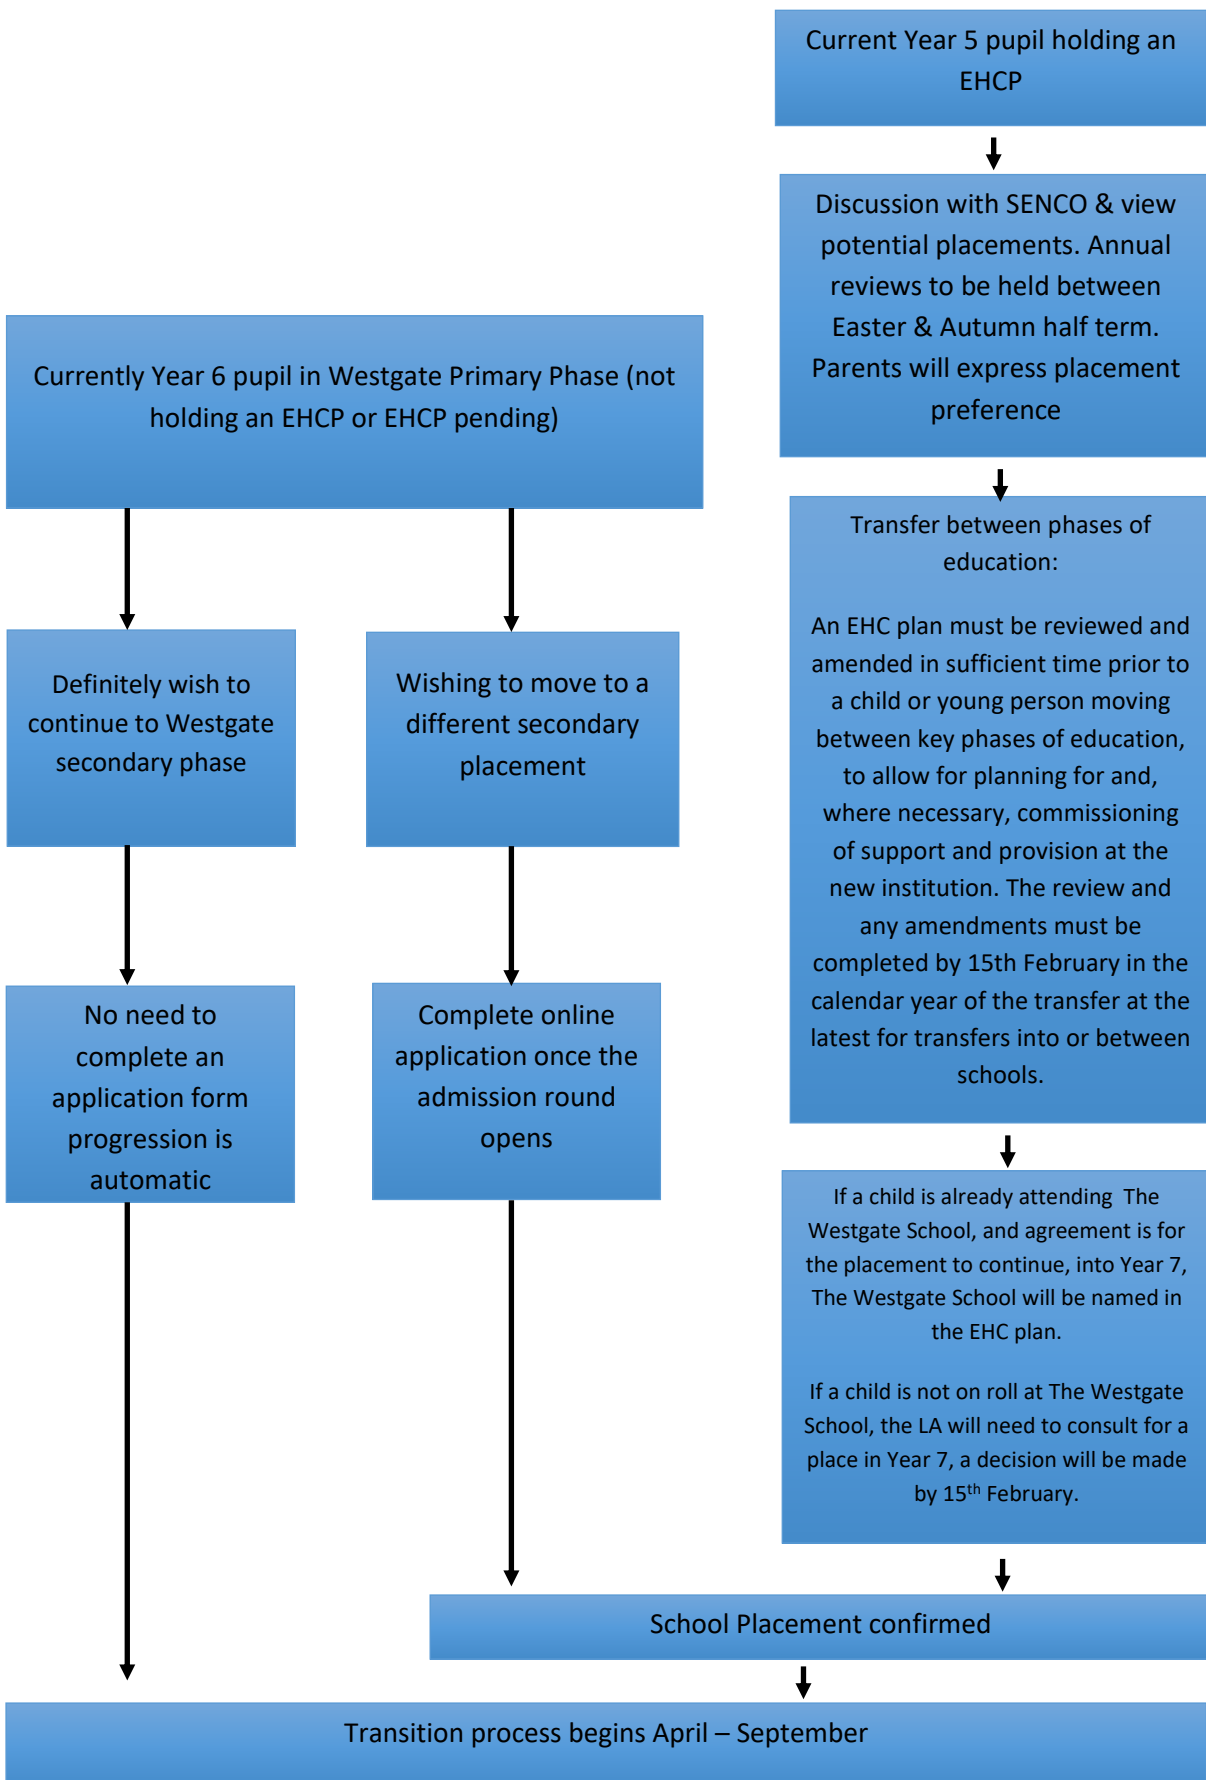 Current Year 5 pupil holding an
EHCP
Discussion with SENCO & view
potential placements. Annual
reviews to be held between
Easter & Autumn half term.
Parents will express placement
preference
Currently Year 6 pupil in Westgate Primary Phase (not
holding an EHCP or EHCP pending)
Transfer between phases of
education:
An EHC plan must be reviewed and
amended in sufficient time prior to
a child or young person moving
between key phases of education,
to allow for planning for and,
where necessary, commissioning
of support and provision at the
new institution. The review and
any amendments must be
completed by 15th February in the
calendar year of the transfer at the
latest for transfers into or between
schools.
Definitely wish to
continue to Westgate
secondary phase
Wishing to move to a
different secondary
placement
No need to
complete an
application form
progression is
automatic
Complete online
application once the
admission round
opens
If a child is already attending  The
Westgate School, and agreement is for
the placement to continue, into Year 7,
The Westgate School will be named in
the EHC plan.
If a child is not on roll at The Westgate
School, the LA will need to consult for a
place in Year 7, a decision will be made
by 15th February.
School Placement confirmed
Transition process begins April – September